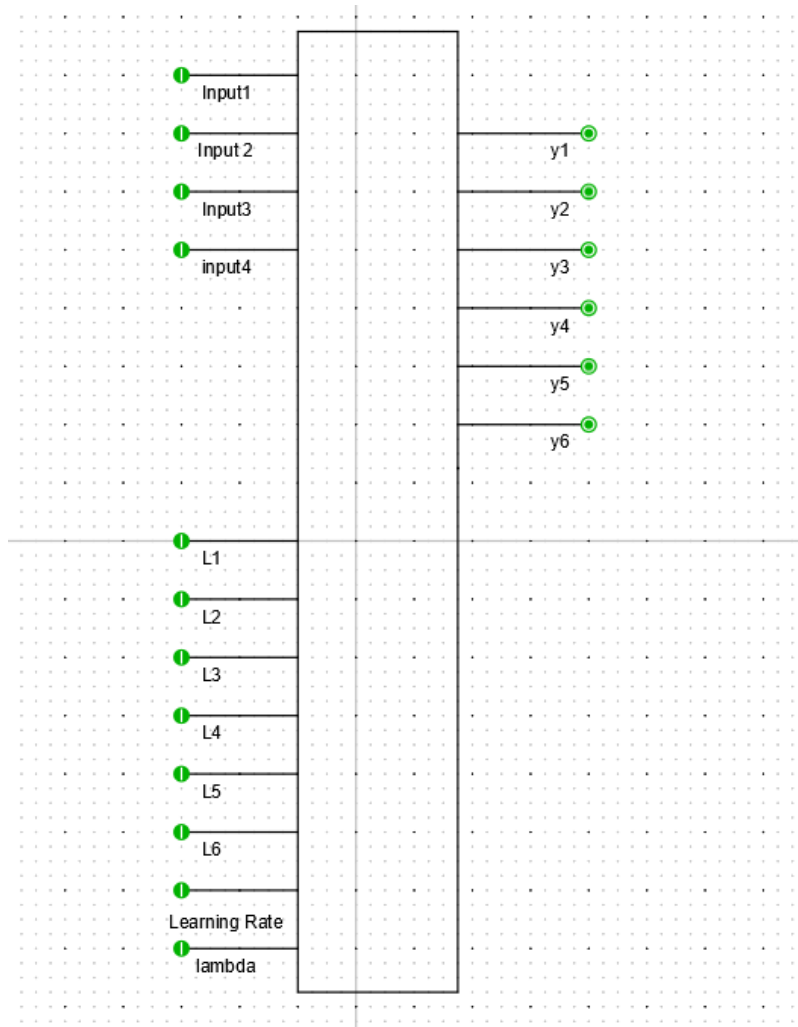 Input1
Input 2
y1
Input3
y2
input4
y3
y4
y5
y6
L1
L2
L3
L4
L5
L6
Learning Rate
lambda